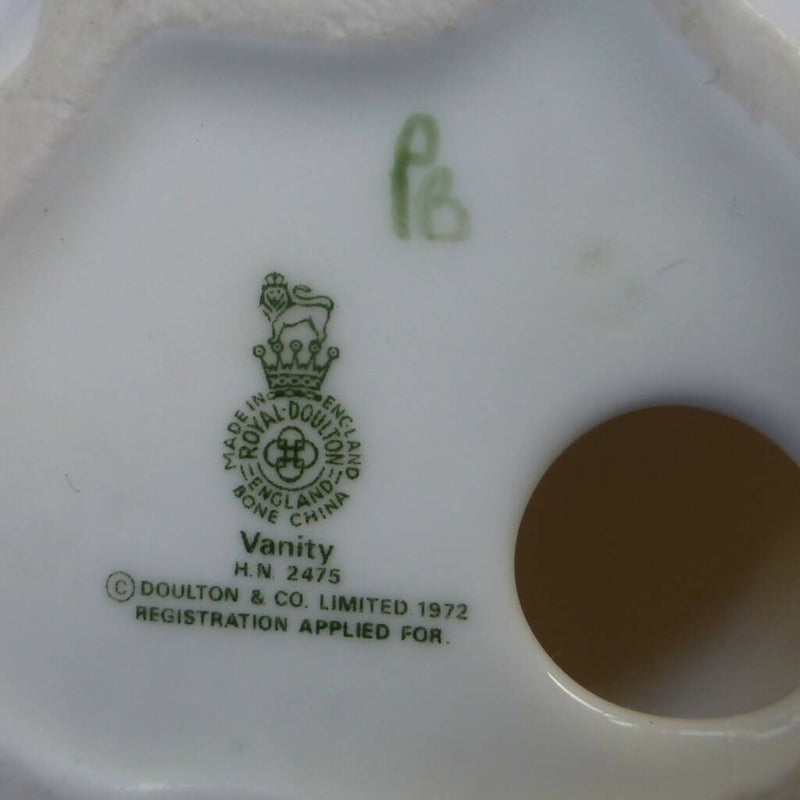 PB
MADE IN ENGLAND
ROYAL·DOULTON
ENGLAND
BONE CHINA
Vanity
H.N. 2475
© DOULTON & CO. LIMITED.1972
REGISTRATION APPLIED FOR.